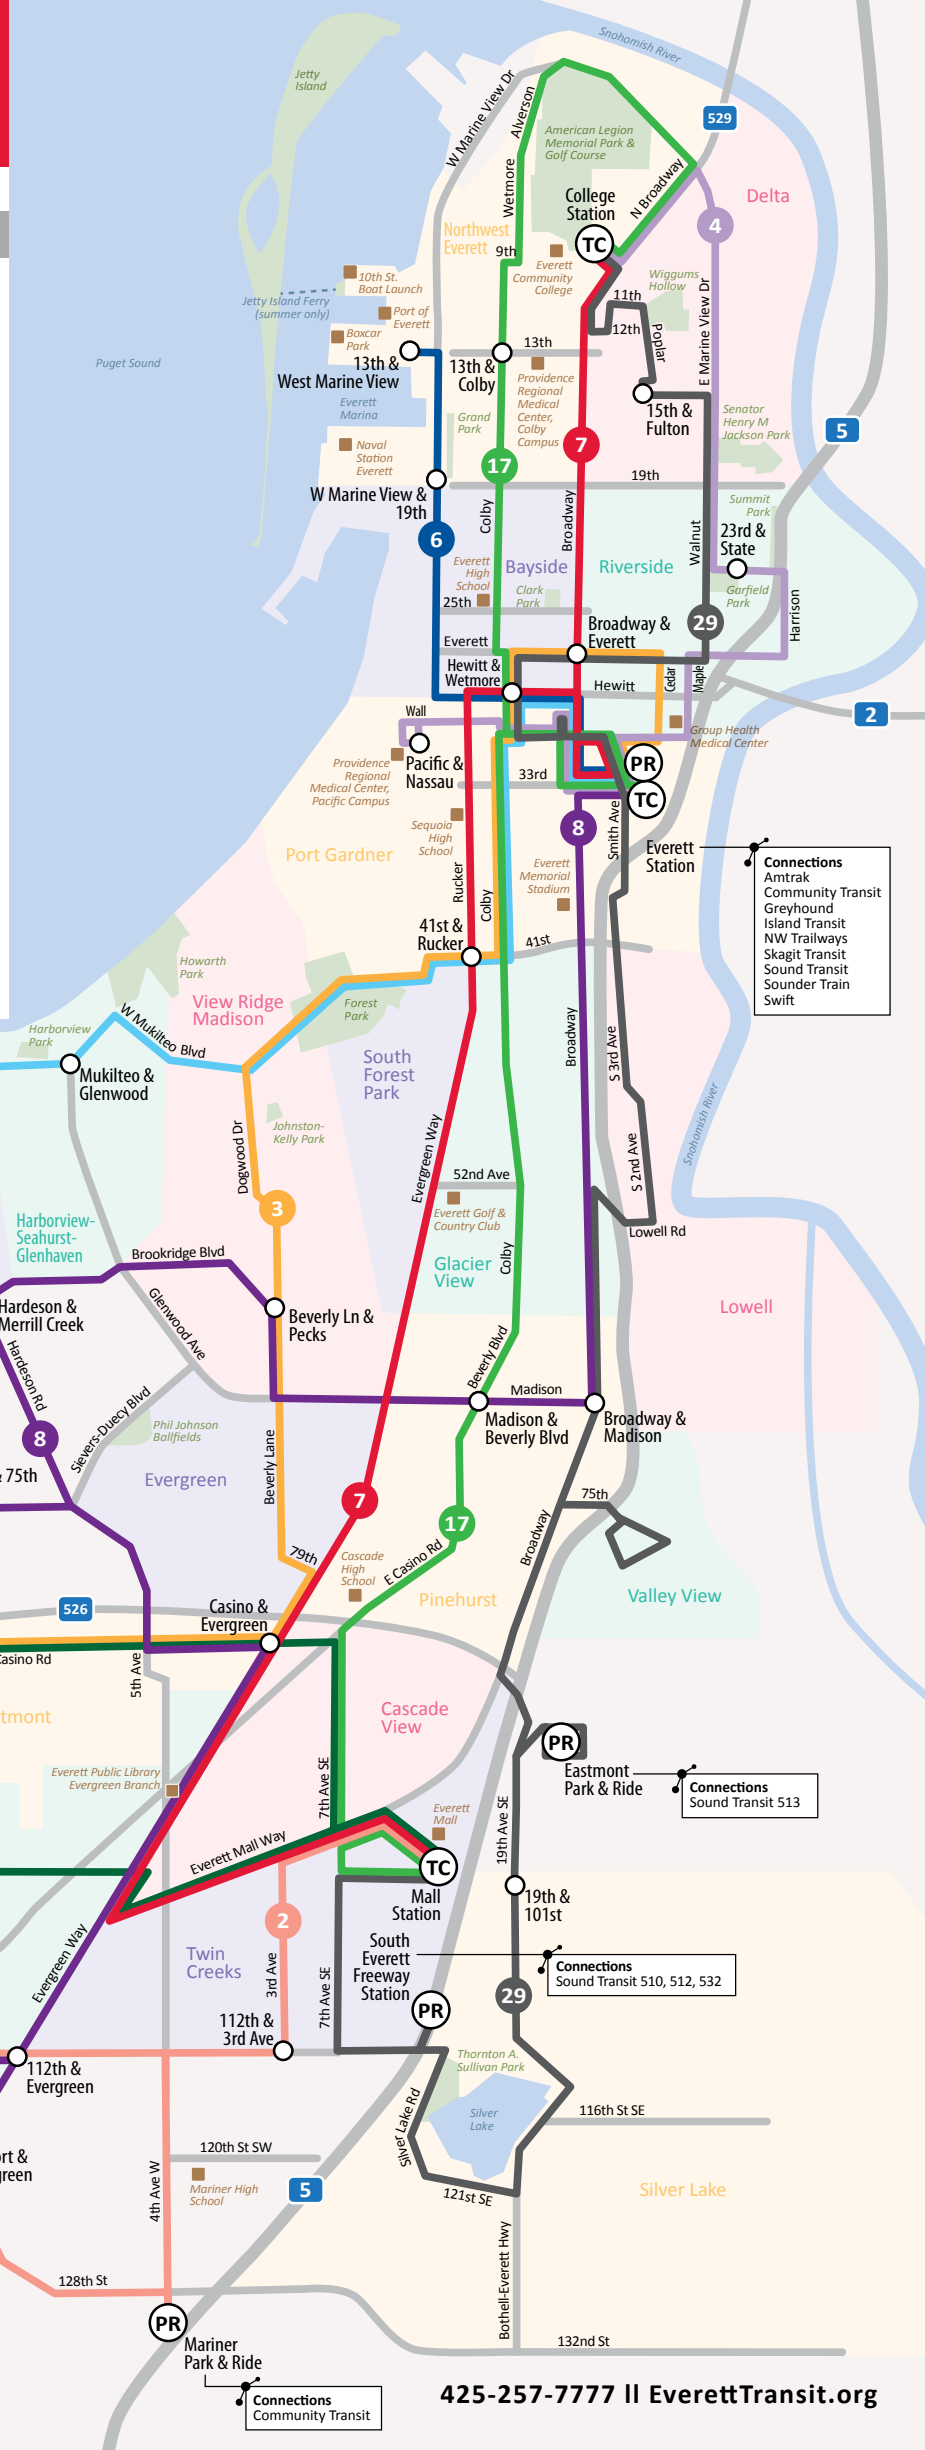 Snohomish River
Jetty
Island
W Marine View Dr
Alverson
529
American Legion
Memorial Park &
Golf Course
Wetmore
N Broadway
College
Station
Delta
TC
4
Northwest
Everett
9th
Everett
Community
College
Wiggums
Hollow
10th St.
Boat Launch
Jetty Island Ferry
(summer only)
Port of
Everett
11th
12th
Poplar
E Marine View Dr
Boxcar
Park
13th
Puget Sound
13th &
West Marine View
13th &
Colby
Providence
Regional
Medical
Center,
Colby
Campus
Everett
Marina
15th &
Fulton
Senator
Henry M
Jackson Park
5
Grand
Park
Naval
Station
Everett
17
7
19th
W Marine View &
19th
Summit
Park
Colby
Broadway
Walnut
23rd &
State
6
Everett
High
School
Bayside
Riverside
Clark
Park
Garfield
Park
Harrison
25th
29
Broadway &
Everett
Everett
Hewitt &
Wetmore
Hewitt
Cedar
Maple
Wall
2
Group Health
Medical Center
Pacific &
Nassau
Providence
Regional
Medical Center,
Pacific Campus
33rd
PR
TC
Sequoia
High
School
8
Smith Ave
Everett
Station
Port Gardner
Everett
Memorial
Stadium
Rucker
Colby
Connections
Amtrak
Community Transit
Greyhound
Island Transit
NW Trailways
Skagit Transit
Sound Transit
Sounder Train
Swift
41st &
Rucker
41st
Howarth
Park
View Ridge
Madison
Forest
Park
W Mukilteo Blvd
Harborview
Park
Mukilteo &
Glenwood
South
Forest
Park
Broadway
S 3rd Ave
Snohomish River
Johnston-
Kelly Park
Dogwood Dr
Evergreen Way
52nd Ave
S 2nd Ave
3
Everett Golf &
Country Club
Lowell Rd
Harborview-
Seahurst-
Glenhaven
Brookridge Blvd
Glacier
View
Colby
Hardeson &
Merrill Creek
Glenwood Ave
Beverly Ln &
Pecks
Lowell
Hardeson Rd
Beverly Blvd
Madison
8
Sievers-Duecy Blvd
Phil Johnson
Ballfields
Madison &
Beverly Blvd
Broadway &
Madison
& 75th
Evergreen
Beverly Lane
7
17
75th
Broadway
79th
Cascade
High
School
E Casino Rd
Valley View
526
Casino &
Evergreen
Pinehurst
Casino Rd
5th Ave
tmont
Cascade
View
PR
Eastmont
Park & Ride
Connections
Sound Transit 513
Everett Public Library
Evergreen Branch
7th Ave SE
Everett
Mall
19th Ave SE
Everett Mall Way
TC
Mall
Station
19th &
101st
2
South
Everett
Freeway
Station
Evergreen Way
Twin
Creeks
3rd Ave
7th Ave SE
Connections
Sound Transit 510, 512, 532
29
PR
112th &
3rd Ave
112th &
Evergreen
Thornton A.
Sullivan Park
Silver
Lake
Silver Lake Rd
116th St SE
120th St SW
rt &
green
4th Ave W
Mariner High
School
5
121st SE
Silver Lake
128th St
Bothell-Everett Hwy
PR
132nd St
Mariner
Park & Ride
Connections
Community Transit
425-257-7777 ll EverettTransit.org